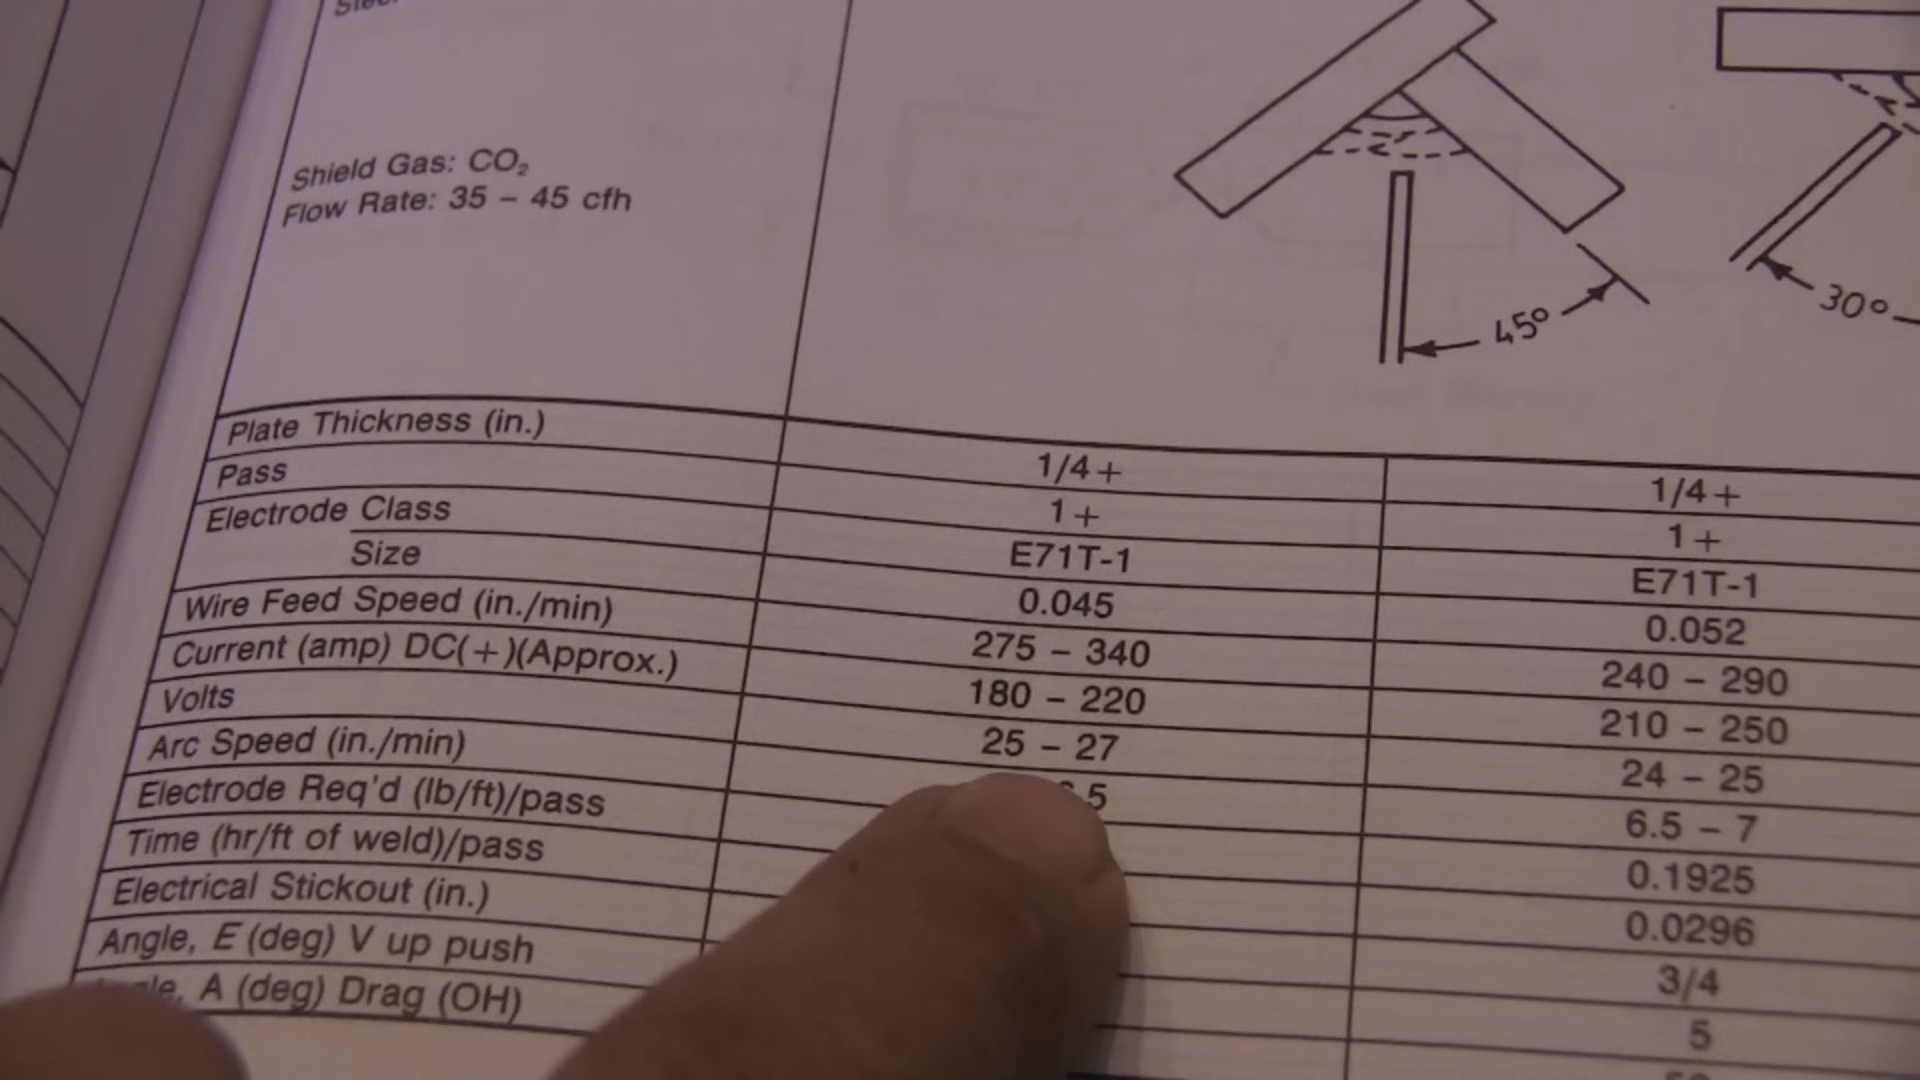 Steel
Shield Gas: CO₂
Flow Rate: 35 – 45 cfh
45°
30°
Plate Thickness (in.) 1/4+ 1/4+
Pass 1+ 1+
Electrode Class E71T-1 E71T-1
Size 0.045 0.052
Wire Feed Speed (in./min) 275 – 340 240 – 290
Current (amp) DC(+)(Approx.) 180 – 220 210 – 250
Volts 25 – 27 24 – 25
Arc Speed (in./min) 6.5 – 7
Electrode Req'd (lb/ft)/pass 0.1925
Time (hr/ft of weld)/pass 0.0296
Electrical Stickout (in.) 3/4
Angle, E (deg) V up push 5
A (deg) Drag (OH)